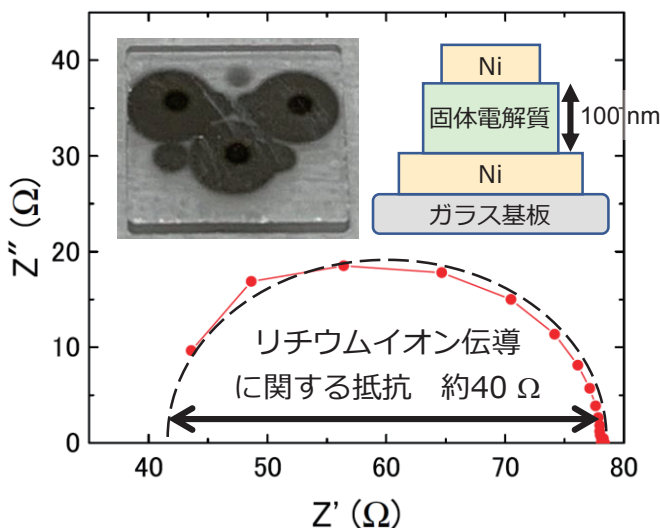 40
30
20
10
0
Z″ (Ω)
Ni
固体電解質
100 nm
Ni
ガラス基板
リチウムイオン伝導
に関する抵抗 約40 Ω
40 50 60 70 80
Z' (Ω)